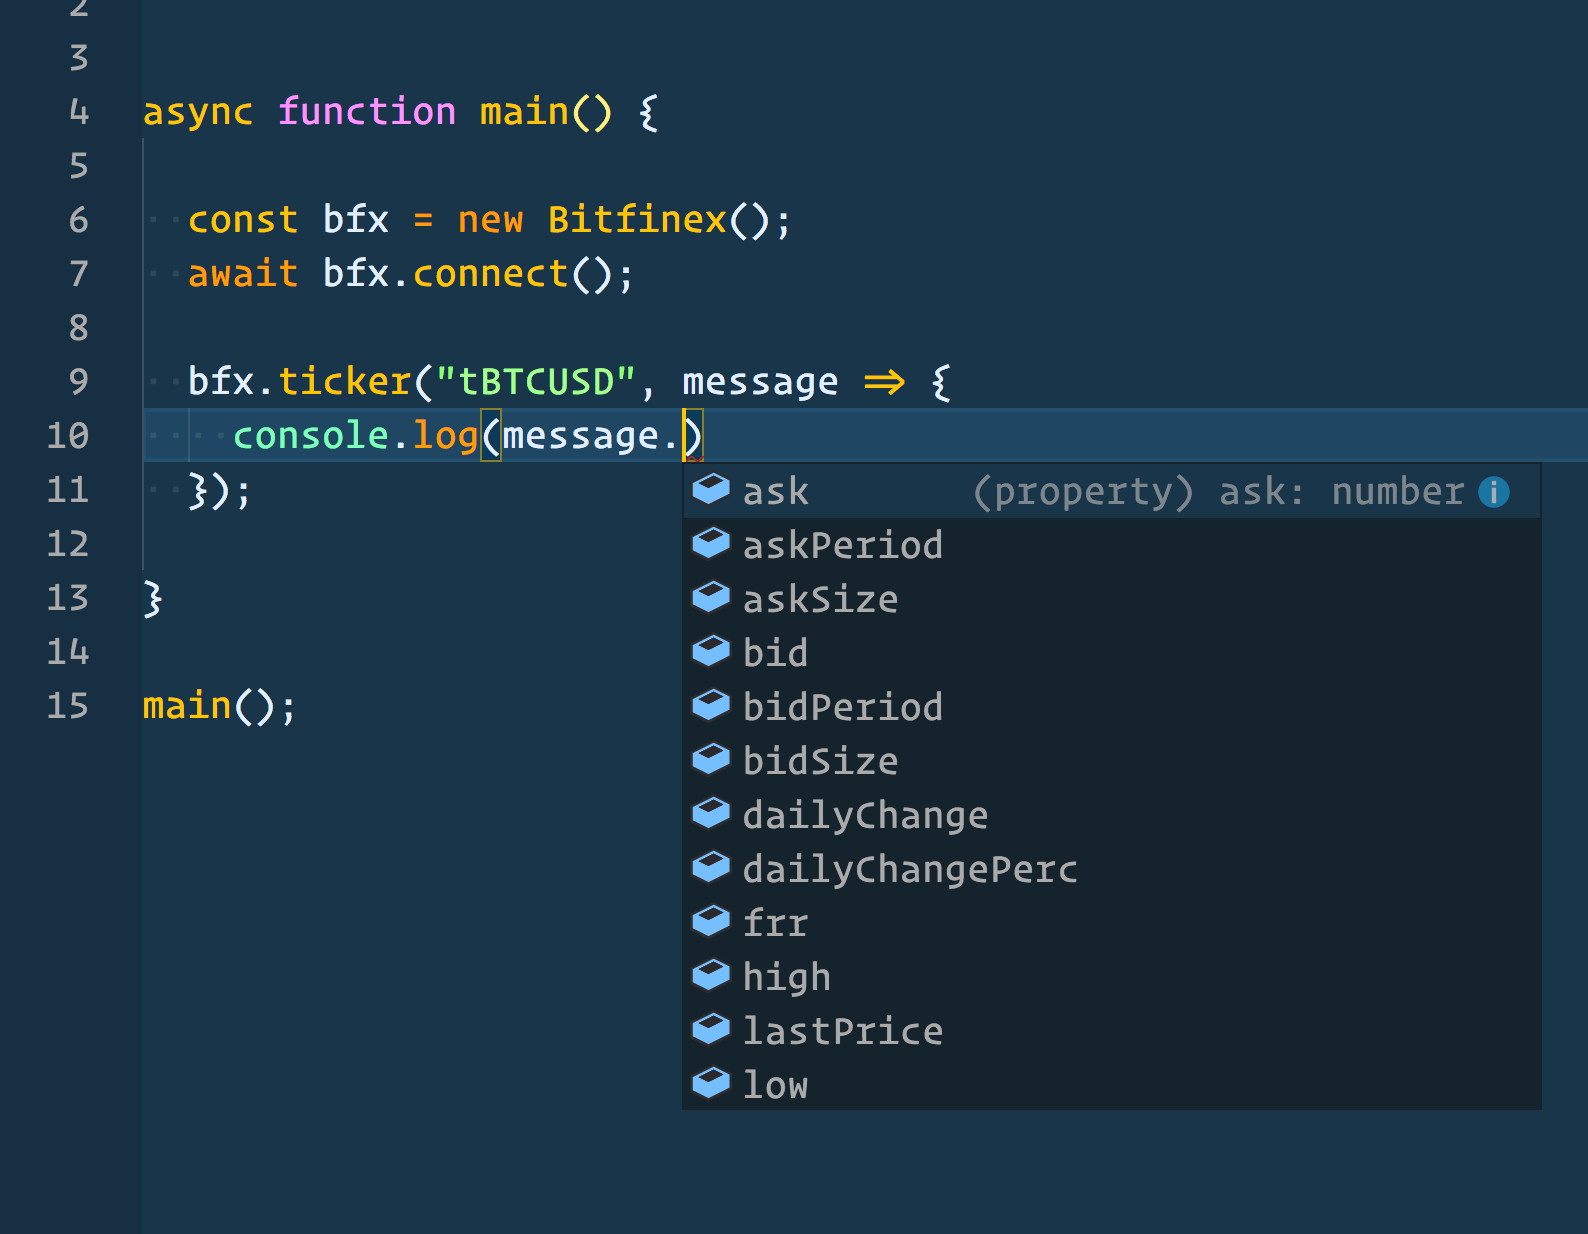 2
3
4 async function main() {
5
6 const bfx = new Bitfinex();
7 await bfx.connect();
8
9 bfx.ticker("tBTCUSD", message => {
10 console.log(message.)
ask (property) ask: number i
11 });
askPeriod
12
askSize
13 }
bid
14
bidPeriod
15 main();
bidSize
dailyChange
dailyChangePerc
frr
high
lastPrice
low